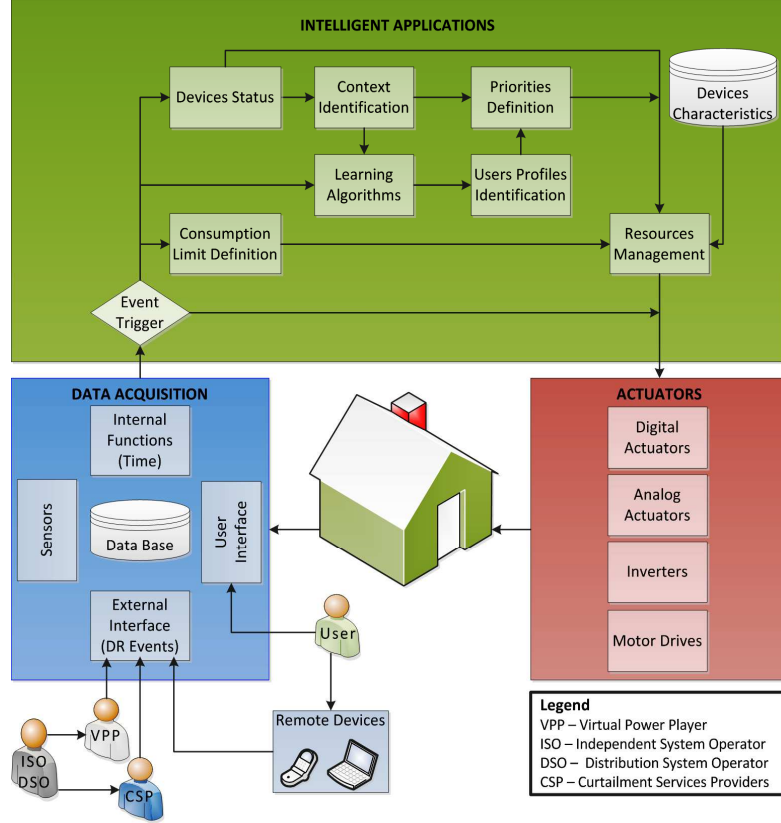 INTELLIGENT APPLICATIONS
Devices Status
Context
Identification
Priorities
Definition
Devices
Characteristics
Learning
Algorithms
Users Profiles
Identification
Consumption
Limit Definition
Resources
Management
Event
Trigger
DATA ACQUISITION
Internal
Functions
(Time)
Sensors
Data Base
User
Interface
External
Interface
(DR Events)
ACTUATORS
Digital
Actuators
Analog
Actuators
Inverters
Motor Drives
User
Remote Devices
VPP
ISO
DSO
CSP
Legend
VPP – Virtual Power Player
ISO – Independent System Operator
DSO – Distribution System Operator
CSP – Curtailment Services Providers